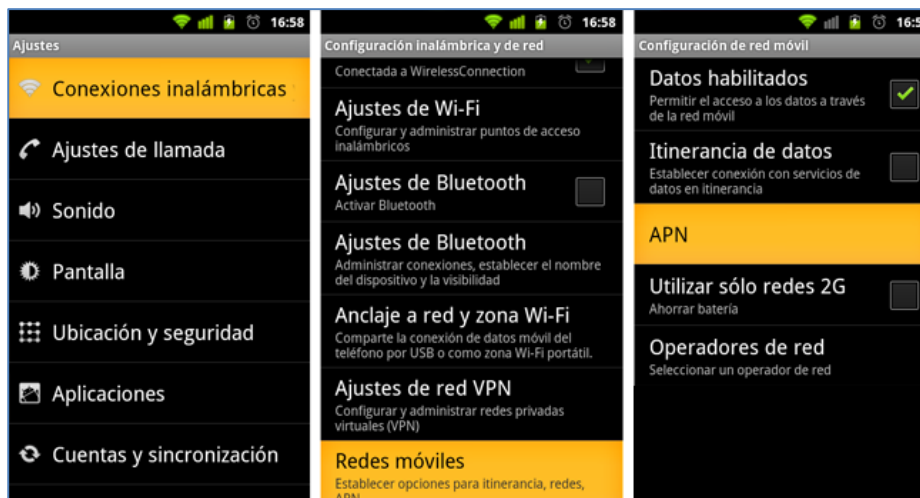 16:58
Ajustes
Conexiones inalámbricas
Ajustes de llamada
Sonido
Pantalla
Ubicación y seguridad
Aplicaciones
Cuentas y sincronización
16:58
Configuración inalámbrica y de red
Conectada a WirelessConnection
Ajustes de Wi-Fi
Configurar y administrar puntos de acceso
inalámbricos
Ajustes de Bluetooth
Activar Bluetooth
Ajustes de Bluetooth
Administrar conexiones, establecer el nombre
del dispositivo y la visibilidad
Anclaje a red y zona Wi-Fi
Comparte la conexión de datos móvil del
teléfono por USB o como zona Wi-Fi portátil.
Ajustes de red VPN
Configurar y administrar redes privadas
virtuales (VPN)
Redes móviles
Establecer opciones para itinerancia, redes,
APN
16:5
Configuración de red móvil
Datos habilitados
Permitir el acceso a los datos a través
de la red móvil
Itinerancia de datos
Establecer conexión con servicios de
datos en itinerancia
APN
Utilizar sólo redes 2G
Ahorrar batería
Operadores de red
Seleccionar un operador de red